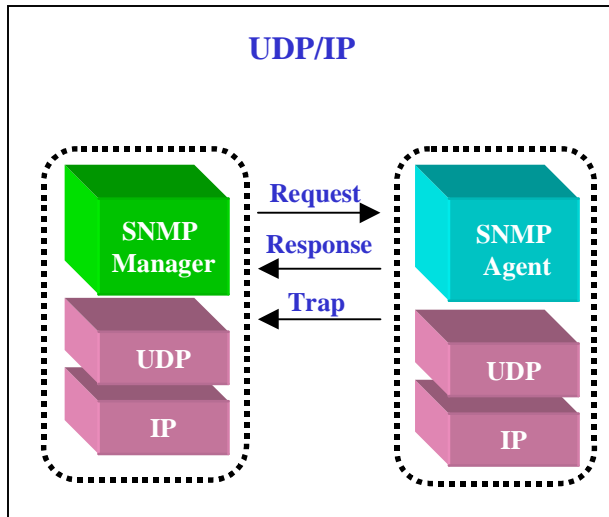 UDP/IP
SNMP
Manager
UDP
IP
Request
Response
Trap
SNMP
Agent
UDP
IP